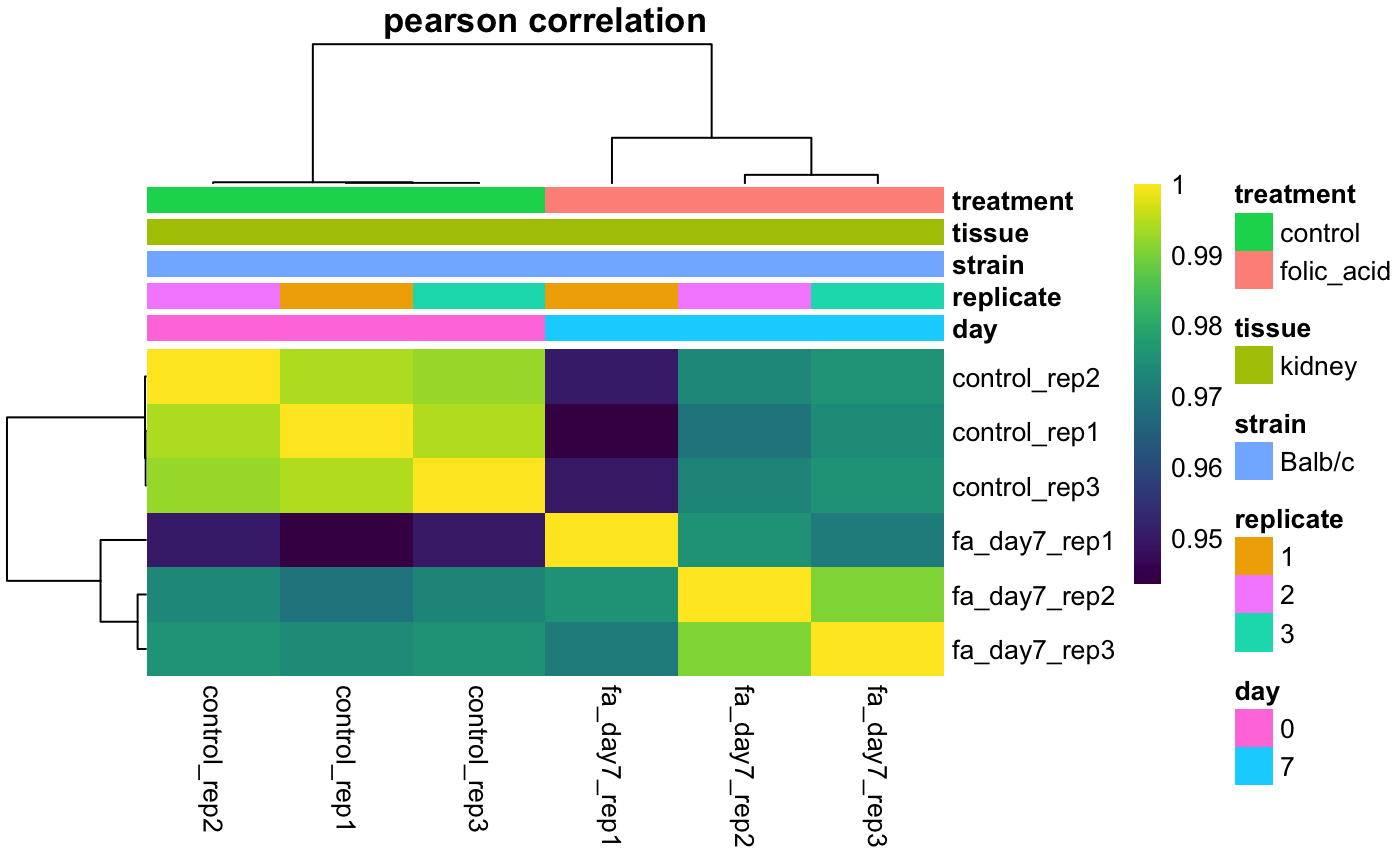 pearson correlation
treatment
tissue
strain
replicate
day
control_rep2
control_rep1
control_rep3
fa_day7_rep1
fa_day7_rep2
fa_day7_rep3
control_rep2
control_rep1
control_rep3
fa_day7_rep1
fa_day7_rep2
fa_day7_rep3
1
0.99
0.98
0.97
0.96
0.95
treatment
control
folic_acid
tissue
kidney
strain
Balb/c
replicate
1
2
3
day
0
7